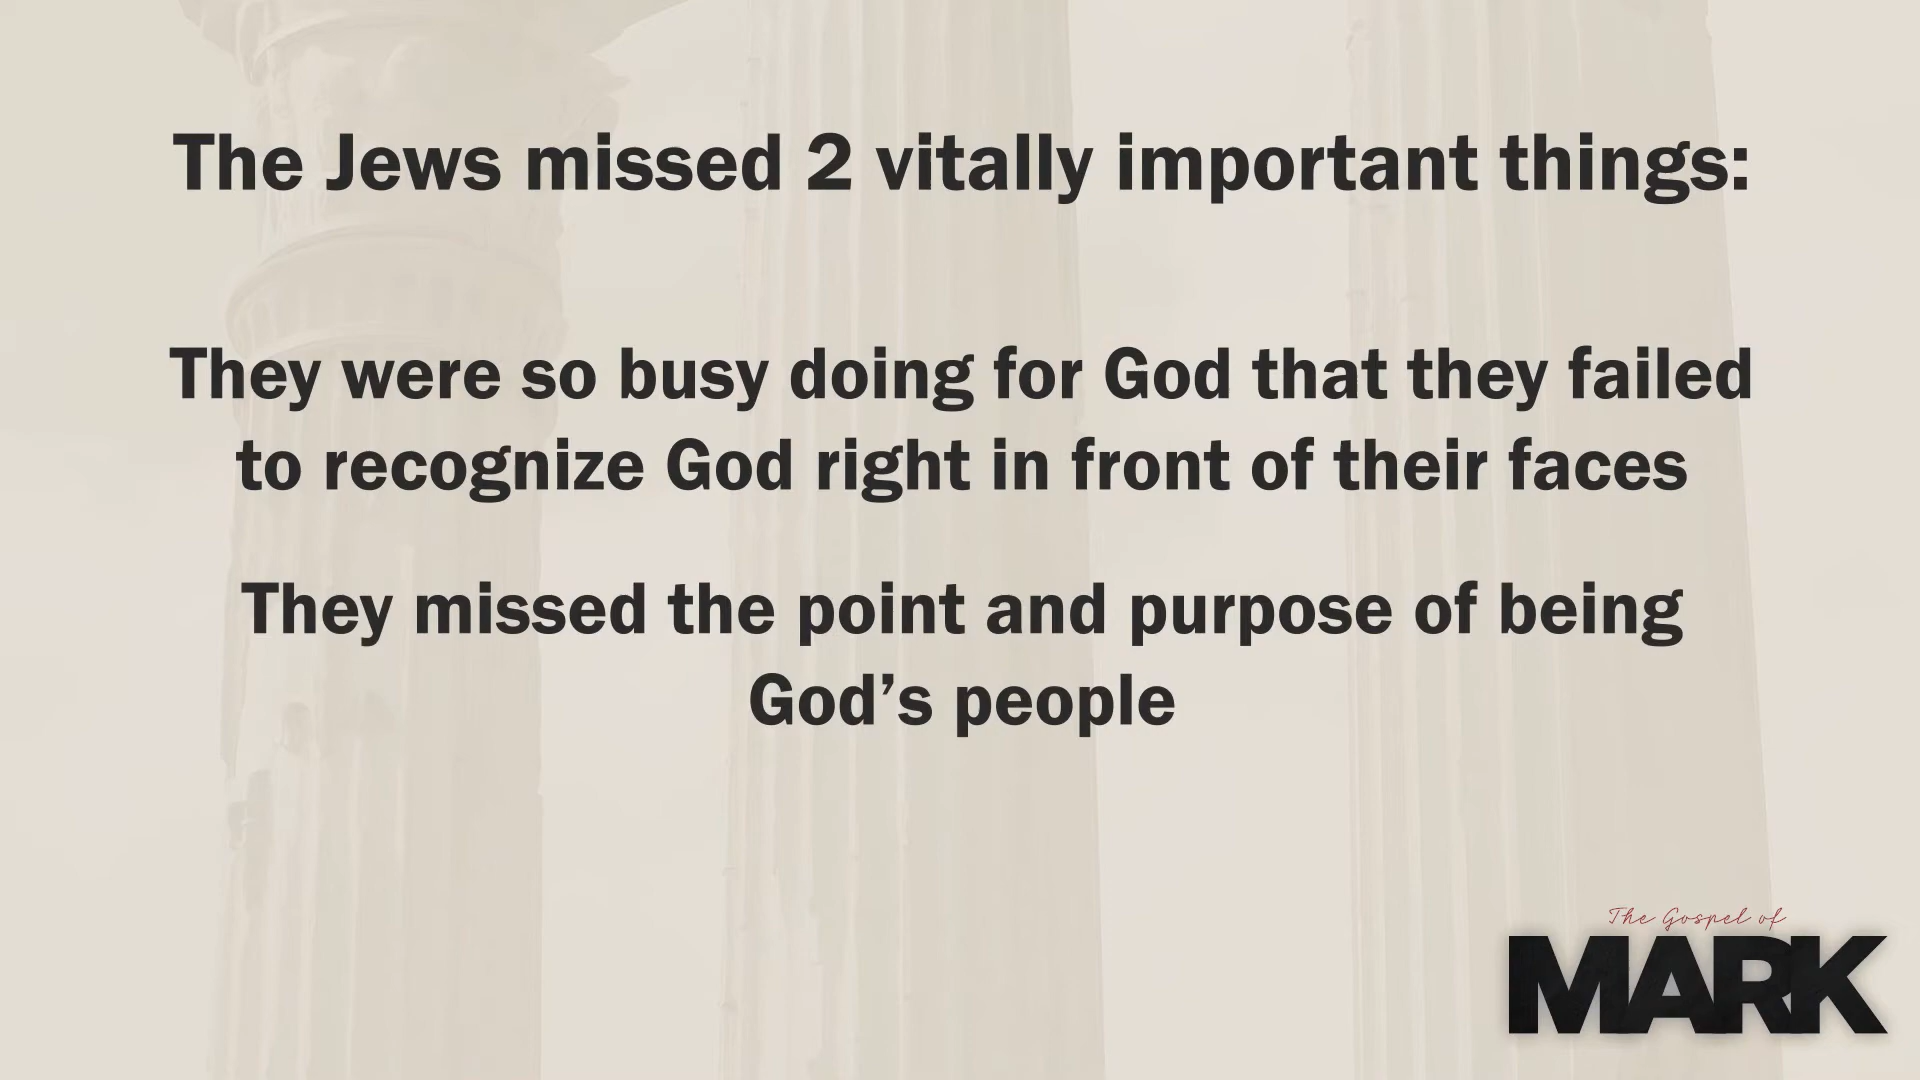 The Jews missed 2 vitally important things:
They were so busy doing for God that they failed
to recognize God right in front of their faces
They missed the point and purpose of being
God’s people
The Gospel of
MARK